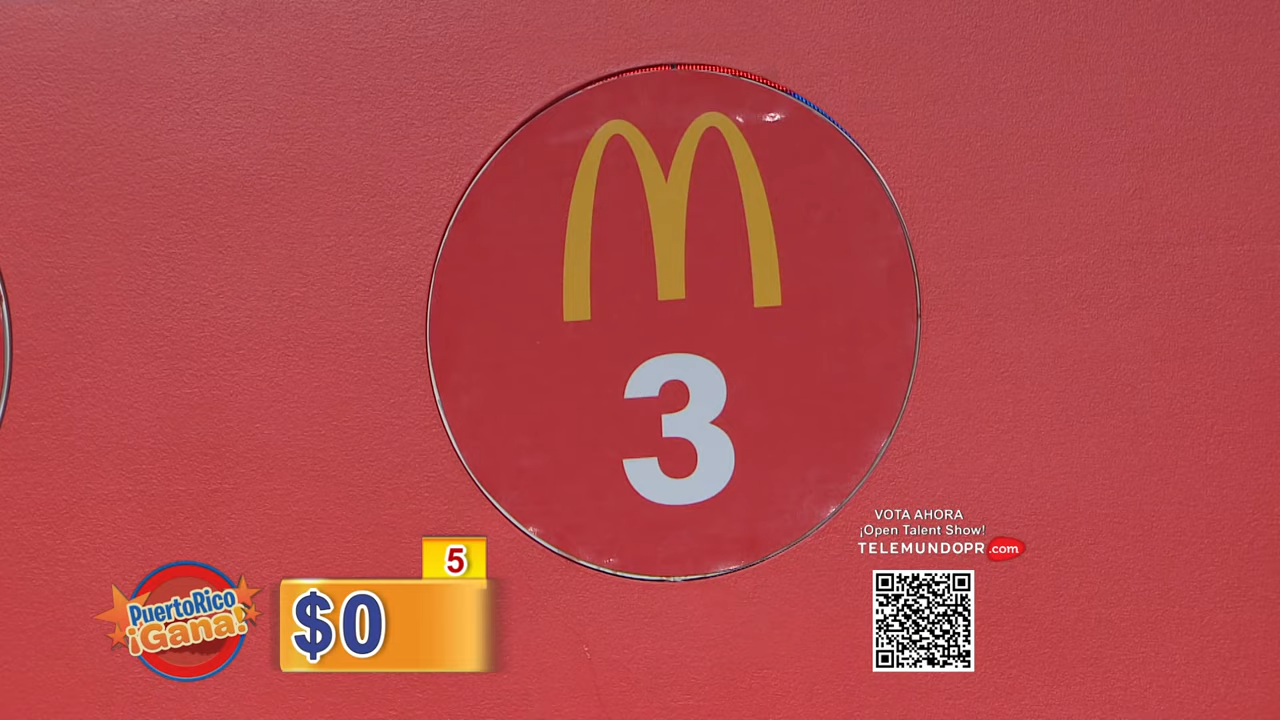 3
VOTA AHORA
¡Open Talent Show!
TELEMUNDOPR.com
5
PuertoRico
¡Gana!
$0